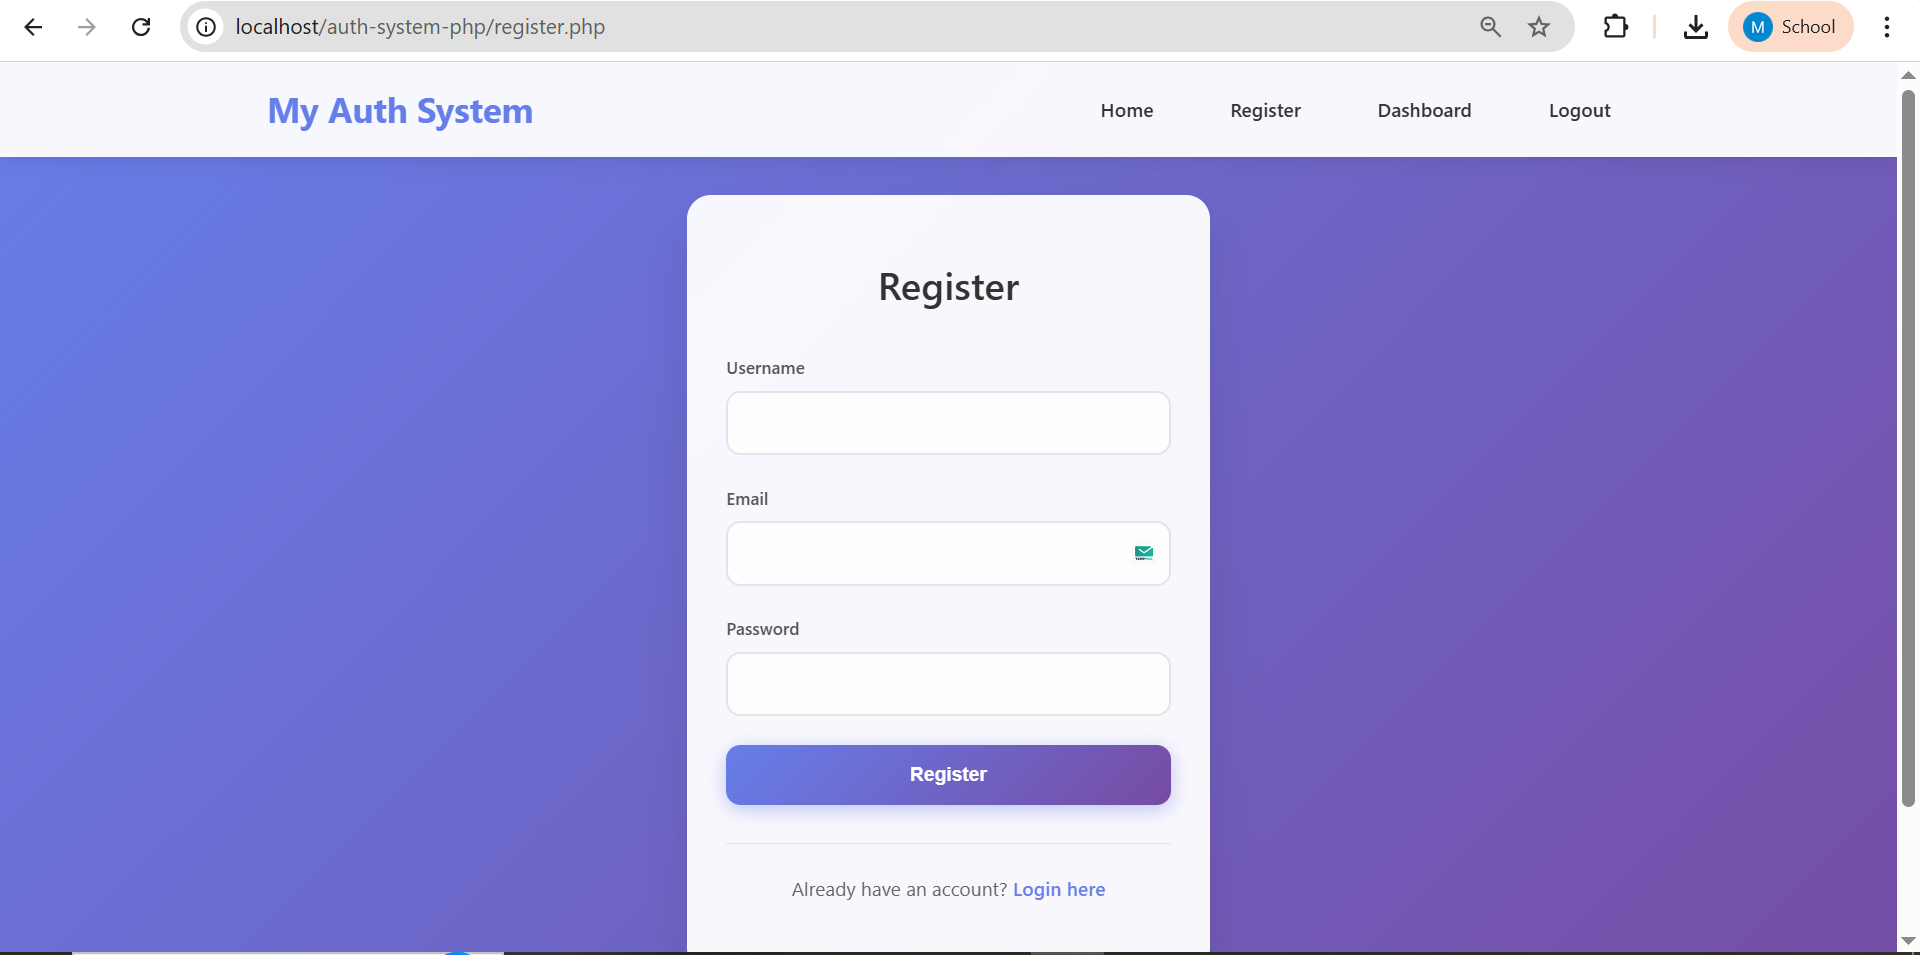 localhost/auth-system-php/register.php
M School
My Auth System
Home Register Dashboard Logout
Register
Username
Email
Password
Register
Already have an account? Login here